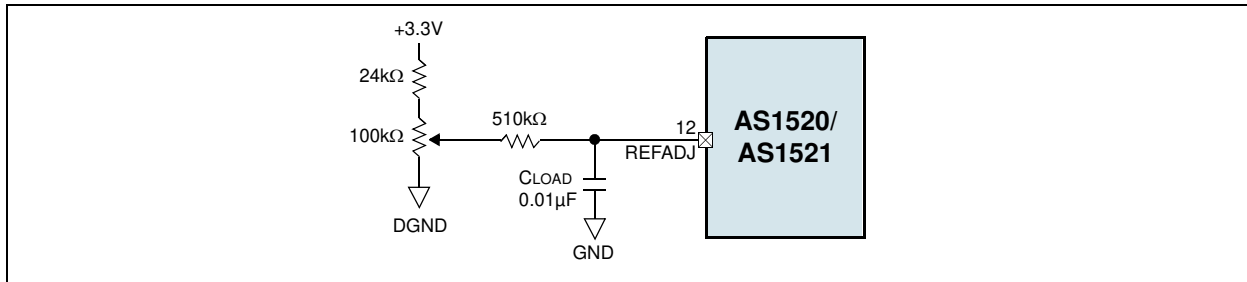 +3.3V
24kΩ
100kΩ
510kΩ
12
REFADJ
AS1520/
AS1521
CLOAD
0.01µF
DGND
GND